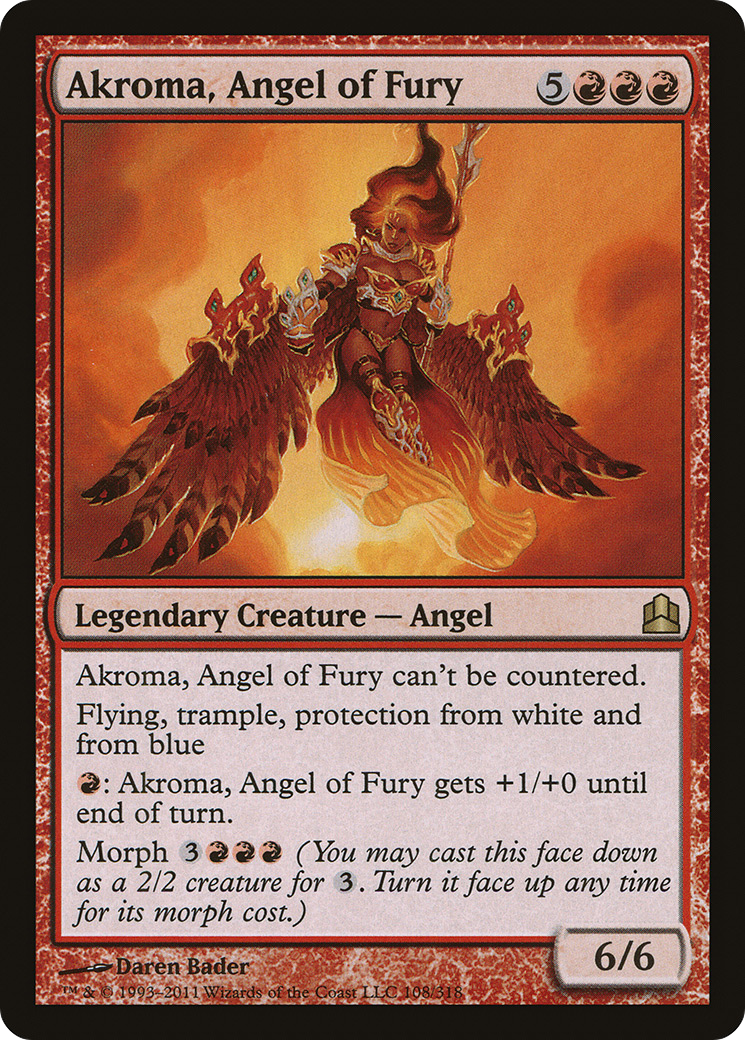 Akroma, Angel of Fury 5
Legendary Creature — Angel
Akroma, Angel of Fury can't be countered.
Flying, trample, protection from white and
from blue
: Akroma, Angel of Fury gets +1/+0 until
end of turn.
Morph 3 (You may cast this face down
as a 2/2 creature for 3. Turn it face up any time
for its morph cost.)
6/6
Daren Bader
™ & © 1993–2011 Wizards of the Coast LLC 108/318